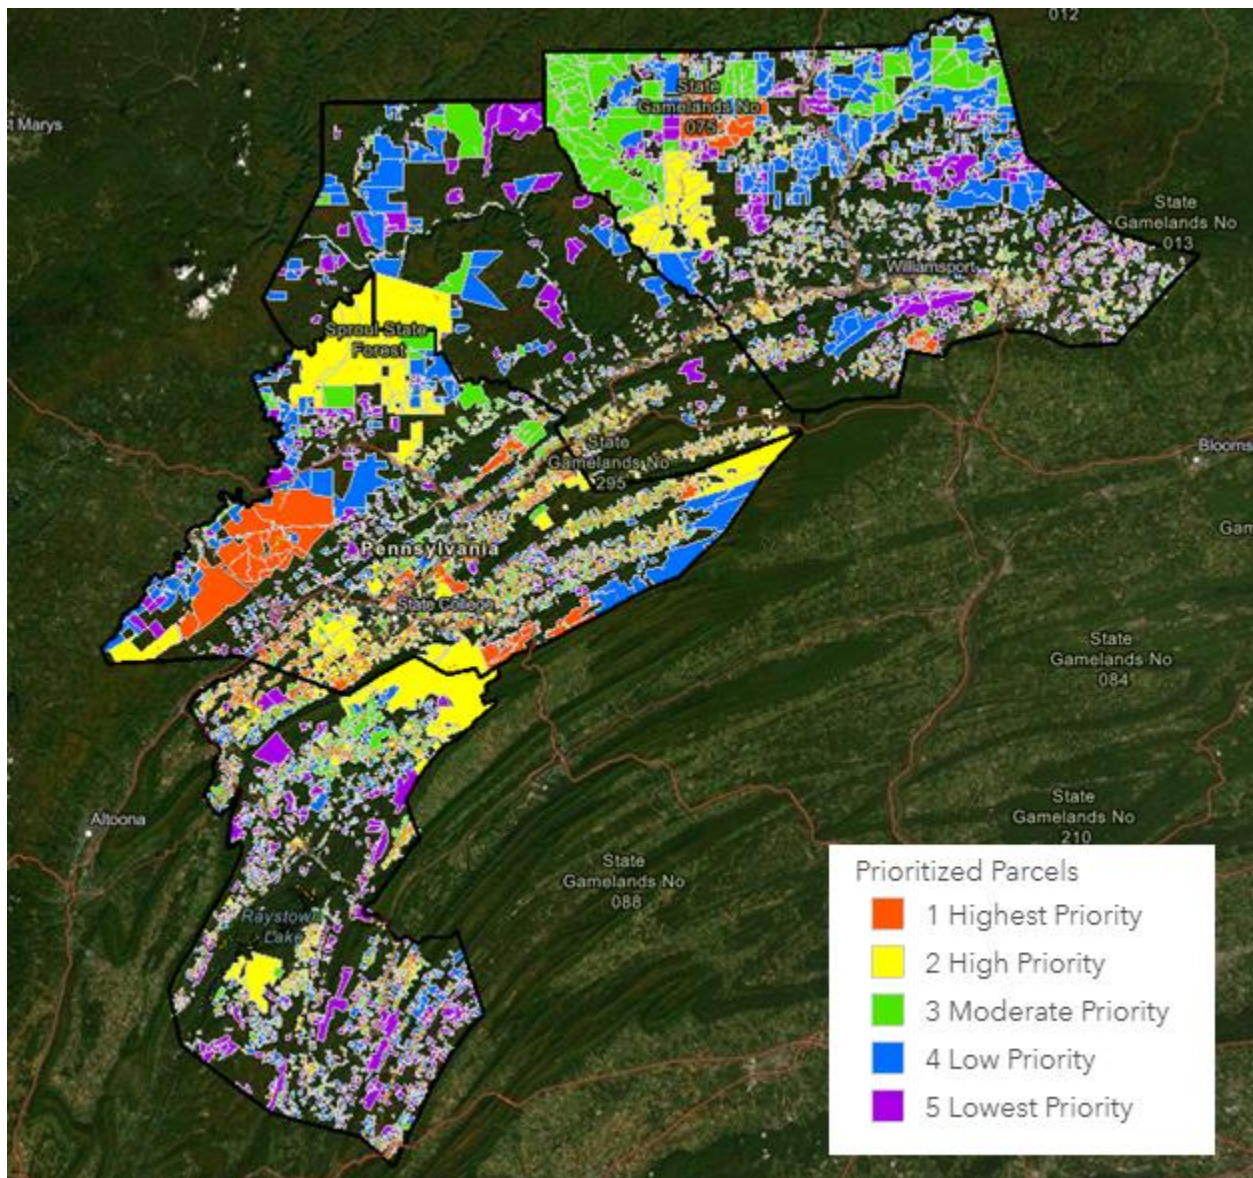 012
t Marys
State
Gamelands No
075
State
Gamelands No
013
Williamsport
Sproul State
Forest
State
Gamelands No
295
Blooms
Gam
Pennsylvania
State College
State
Gamelands No
084
Altoona
State
Gamelands No
210
State
Gamelands No
088
Raystown
Lake
Prioritized Parcels
1 Highest Priority
2 High Priority
3 Moderate Priority
4 Low Priority
5 Lowest Priority